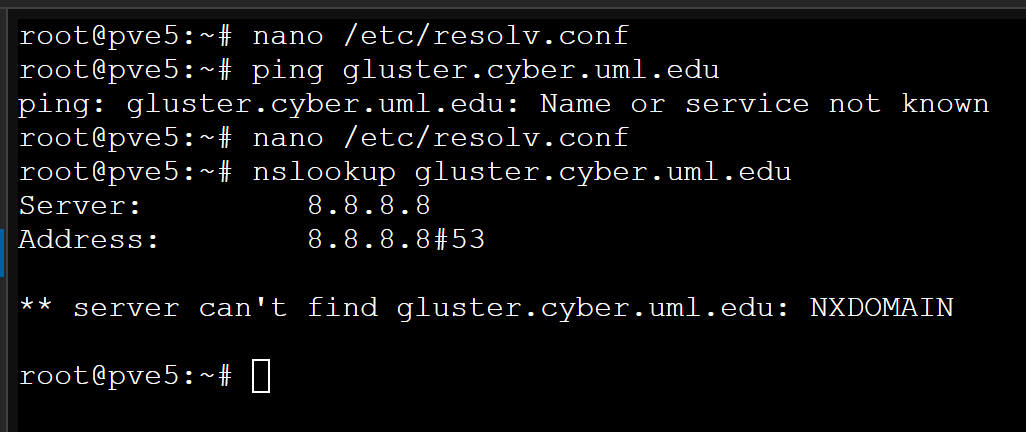 root@pve5:~# nano /etc/resolv.conf
root@pve5:~# ping gluster.cyber.uml.edu
ping: gluster.cyber.uml.edu: Name or service not known
root@pve5:~# nano /etc/resolv.conf
root@pve5:~# nslookup gluster.cyber.uml.edu
Server:         8.8.8.8
Address:        8.8.8.8#53

** server can't find gluster.cyber.uml.edu: NXDOMAIN

root@pve5:~#